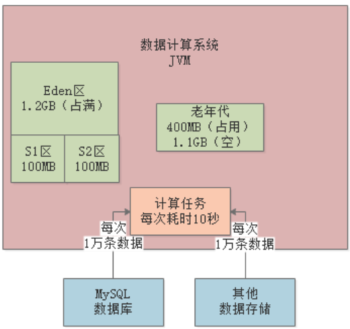 数据计算系统
JVM
Eden区
1.2GB（占满）
S1区
100MB
S2区
100MB
老年代
400MB（占用）
1.1GB（空）
计算任务
每次耗时10秒
每次
1万条数据
每次
1万条数据
MySQL
数据库
其他
数据存储